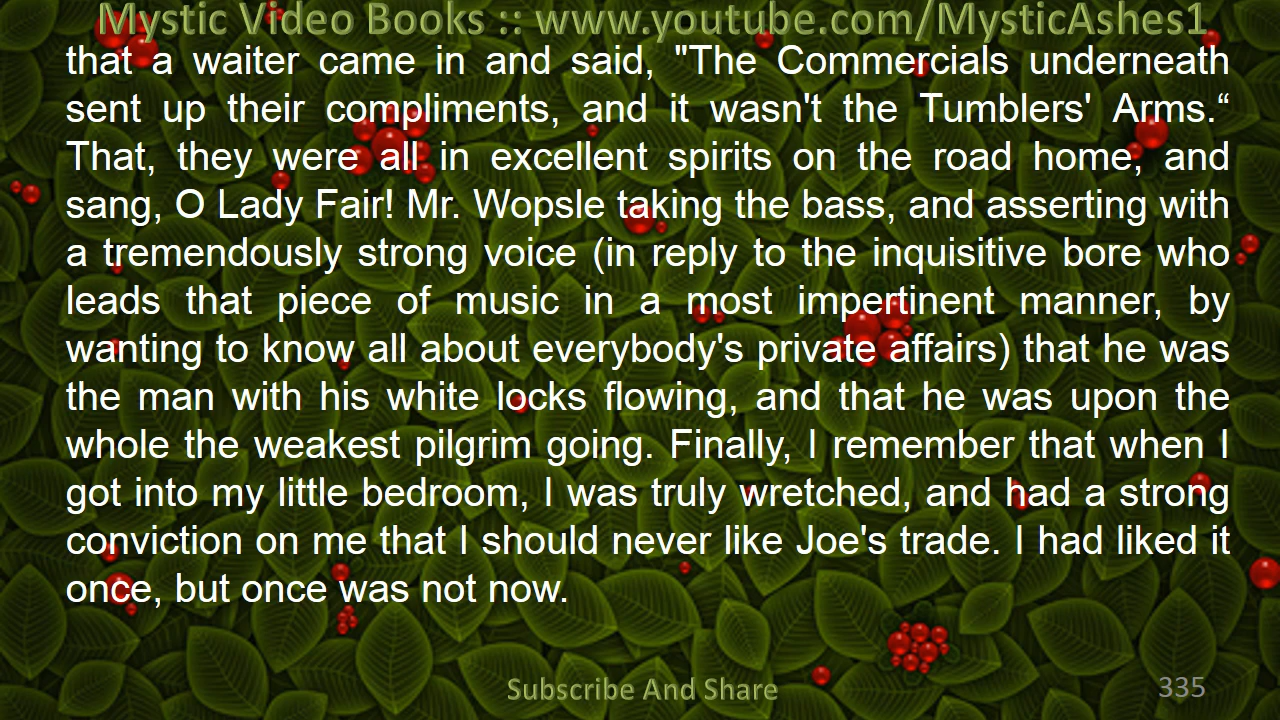 Mystic Video Books :: www.youtube.com/MysticAshes1
that a waiter came in and said, "The Commercials underneath
sent up their compliments, and it wasn't the Tumblers' Arms.“
That, they were all in excellent spirits on the road home, and
sang, O Lady Fair! Mr. Wopsle taking the bass, and asserting with
a tremendously strong voice (in reply to the inquisitive bore who
leads that piece of music in a most impertinent manner, by
wanting to know all about everybody's private affairs) that he was
the man with his white locks flowing, and that he was upon the
whole the weakest pilgrim going. Finally, I remember that when I
got into my little bedroom, I was truly wretched, and had a strong
conviction on me that I should never like Joe's trade. I had liked it
once, but once was not now.
Subscribe And Share
335